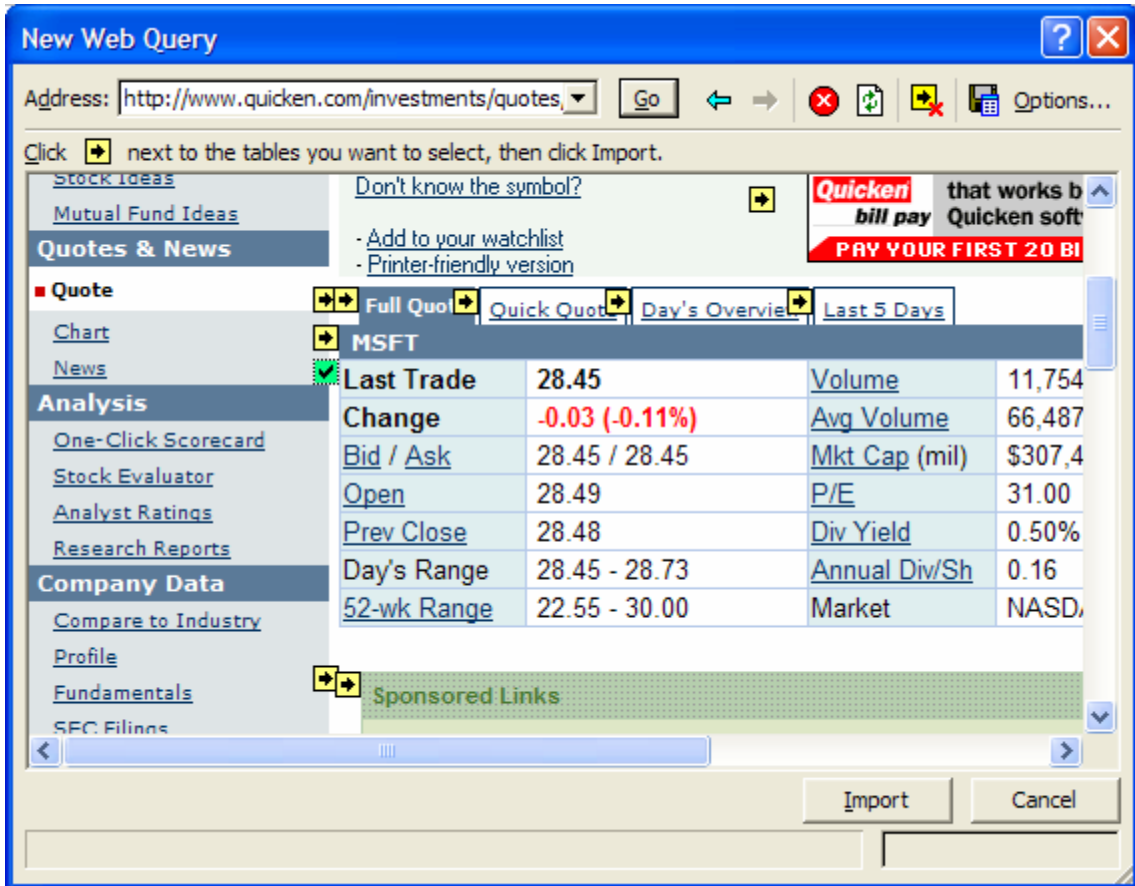 New Web Query
Address: http://www.quicken.com/investments/quotes, Go Options...
Click next to the tables you want to select, then click Import.
Stock Ideas
Mutual Fund Ideas
Quotes & News
Quote
Chart
News
Analysis
One-Click Scorecard
Stock Evaluator
Analyst Ratings
Research Reports
Company Data
Compare to Industry
Profile
Fundamentals
SEC Filings
Don't know the symbol?
- Add to your watchlist
- Printer-friendly version
Quicken that works b
bill pay Quicken soft
PAY YOUR FIRST 20 BI
Full Quot Quick Quote Day's Overview Last 5 Days
MSFT
Last Trade 28.45 Volume 11,754
Change -0.03 (-0.11%) Avg Volume 66,487
Bid / Ask 28.45 / 28.45 Mkt Cap (mil) $307,4
Open 28.49 P/E 31.00
Prev Close 28.48 Div Yield 0.50%
Day's Range 28.45 - 28.73 Annual Div/Sh 0.16
52-wk Range 22.55 - 30.00 Market NASDA
Sponsored Links
Import Cancel